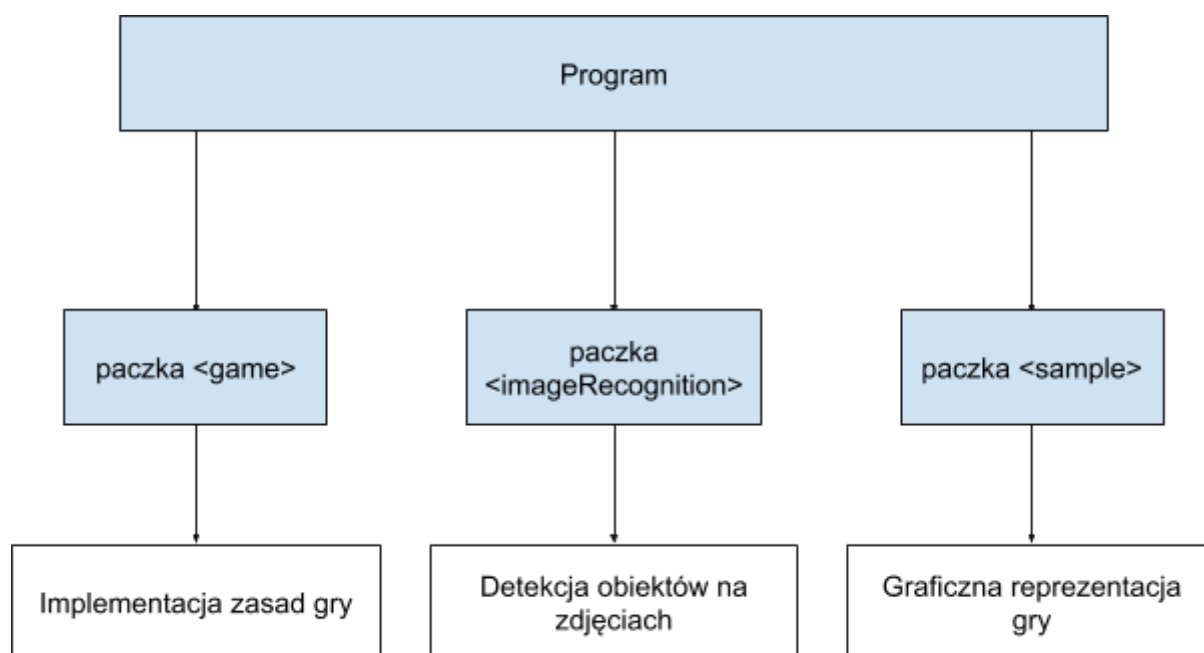 Program
paczka <game>
paczka
<imageRecognition>
paczka <sample>
Implementacja zasad gry
Detekcja obiektów na
zdjęciach
Graficzna reprezentacja
gry